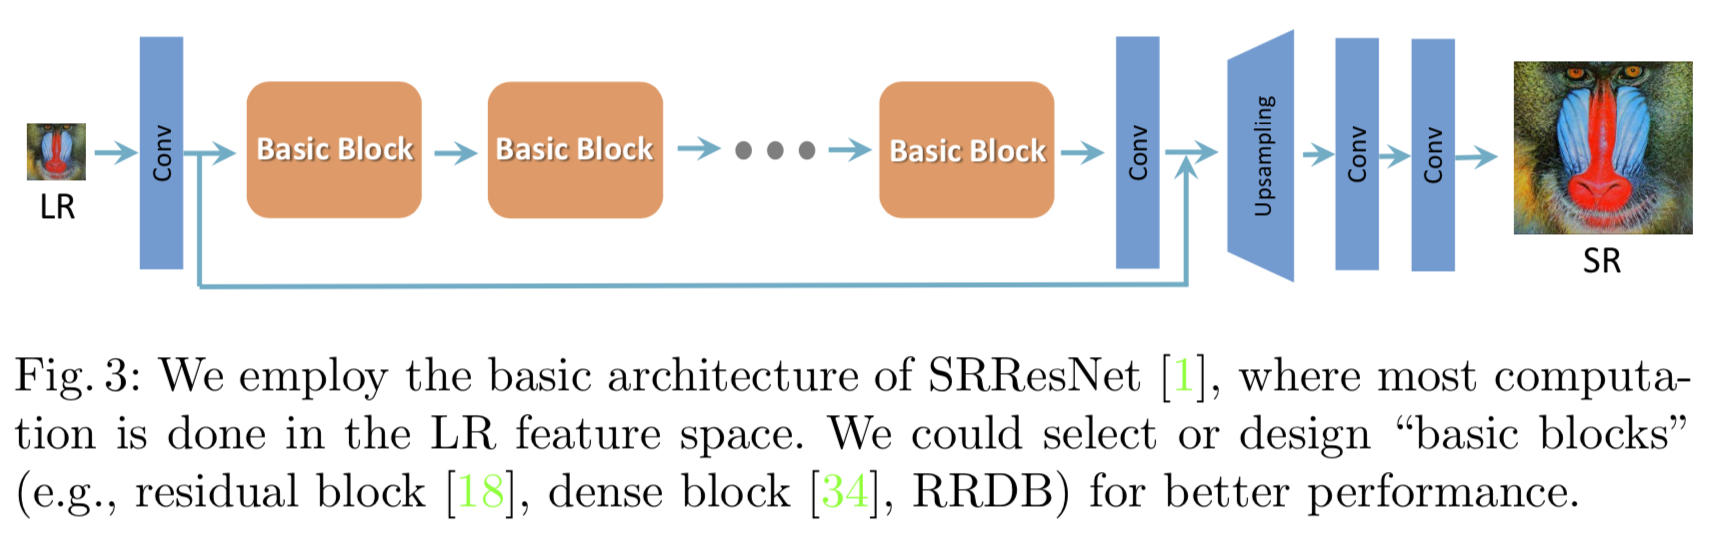 LR
Conv
Basic Block
Basic Block
Basic Block
Conv
Upsampling
Conv
Conv
SR
Fig. 3: We employ the basic architecture of SRResNet [1], where most computa-
tion is done in the LR feature space. We could select or design “basic blocks”
(e.g., residual block [18], dense block [34], RRDB) for better performance.